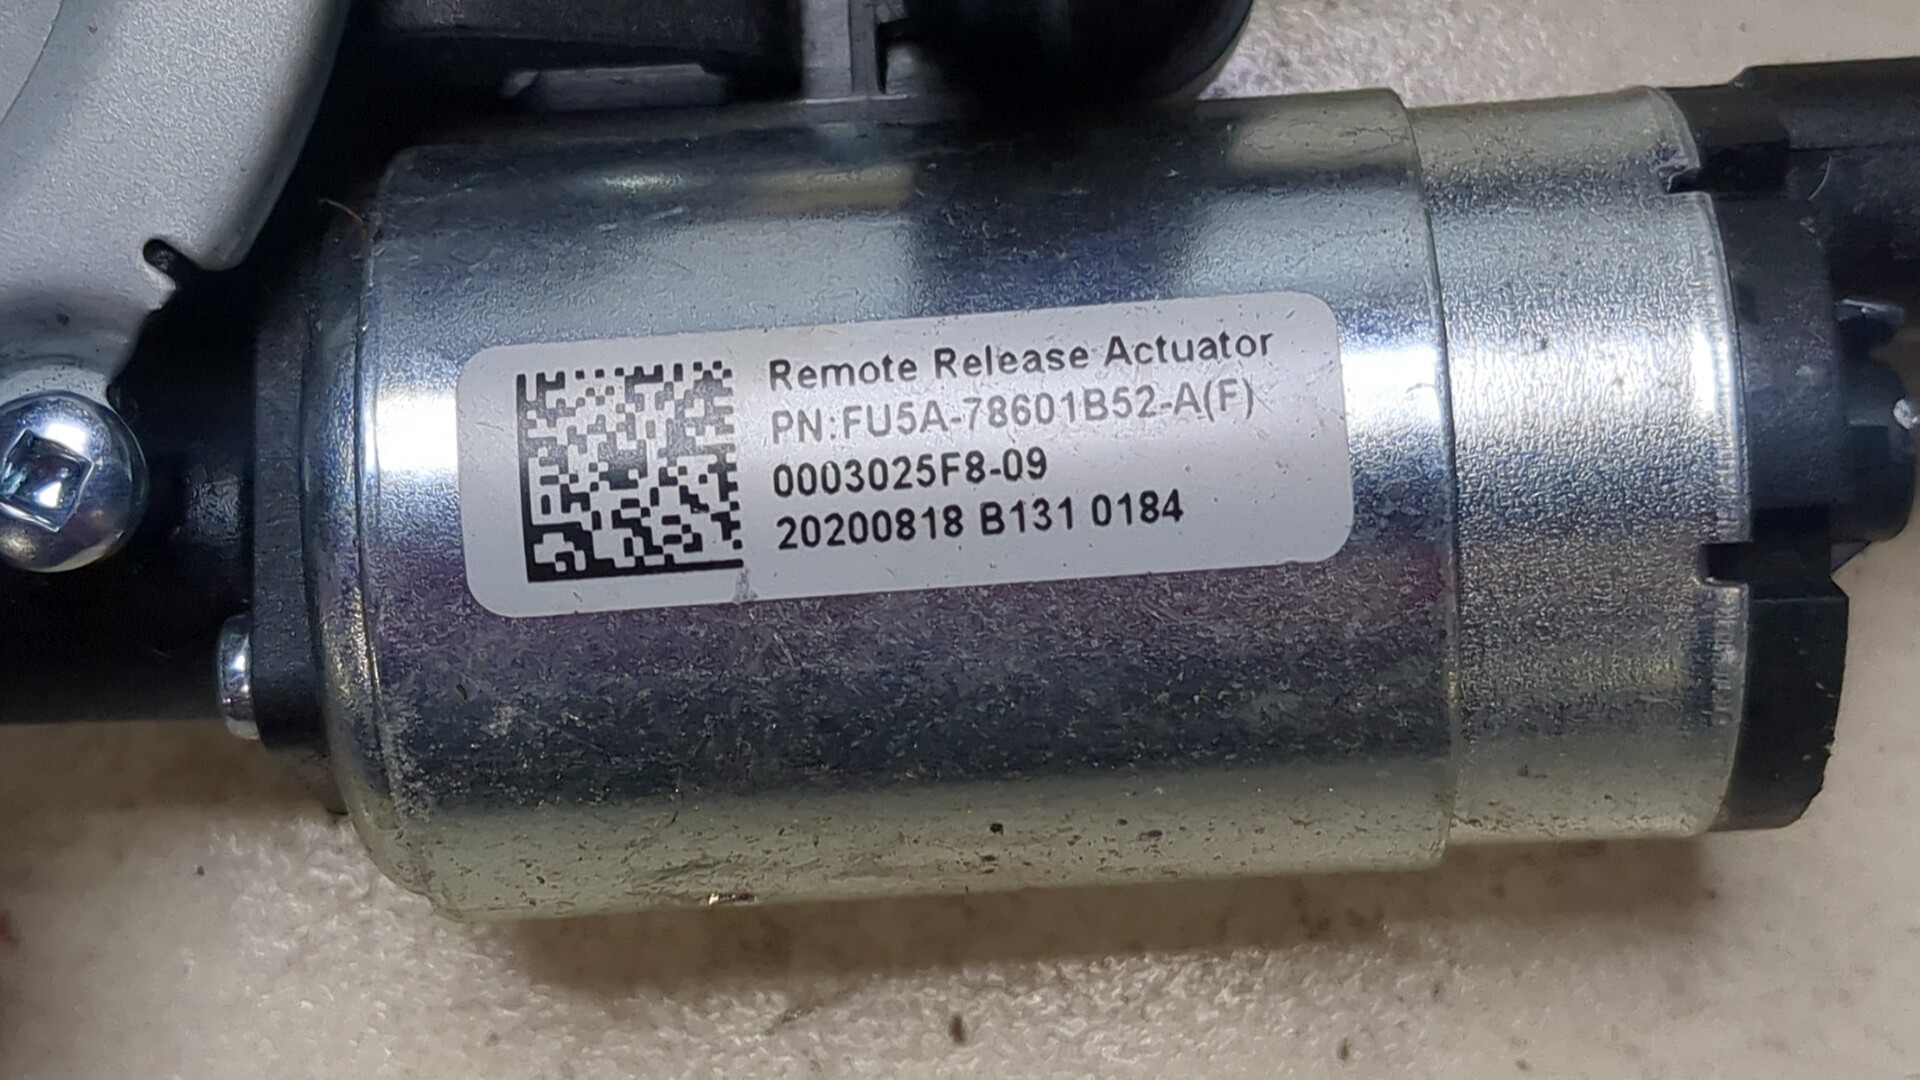 Remote Release Actuator
PN:FU5A-78601B52-A(F)
0003025F8-09
20200818 B131 0184